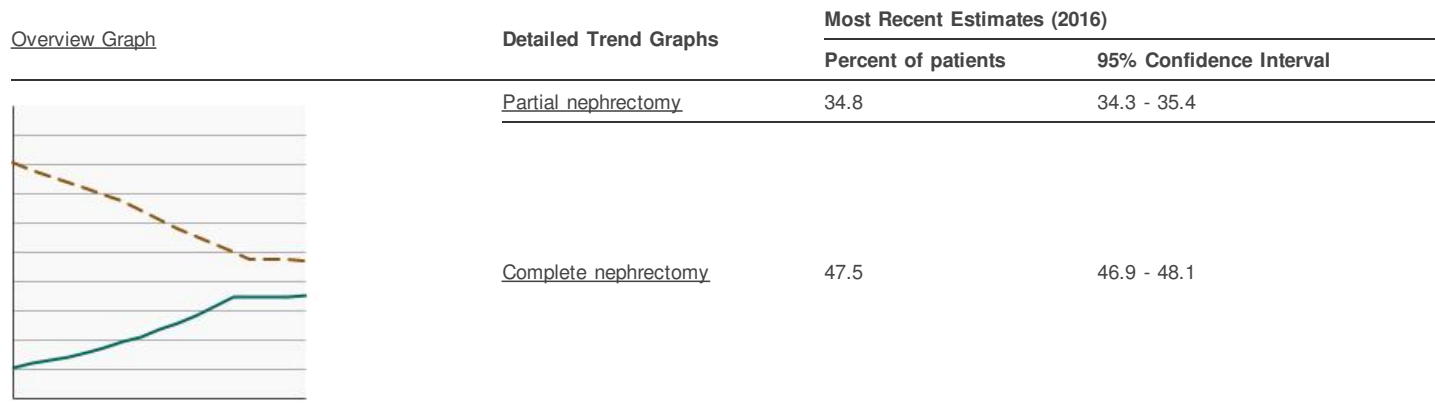 Overview Graph
Detailed Trend Graphs
Most Recent Estimates (2016)
Percent of patients
95% Confidence Interval
Partial nephrectomy
34.8
34.3 - 35.4
Complete nephrectomy
47.5
46.9 - 48.1